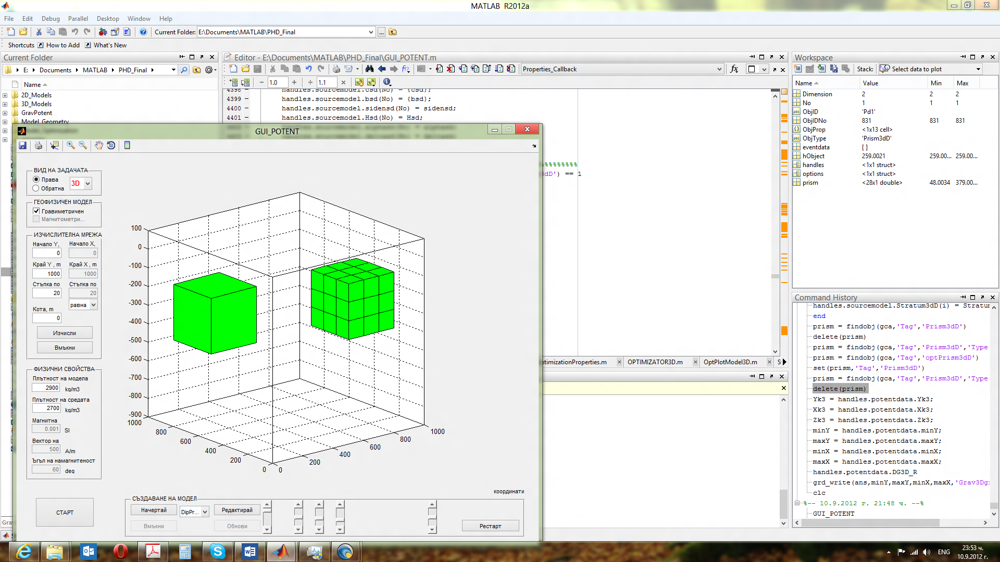 MATLAB R2012a
File Edit Debug Parallel Desktop Window Help
Current Folder: E:\Documents\MATLAB\PHD_Final
Shortcuts How to Add What's New
Current Folder
E: Documents MATLAB PHD_Final
Name
2D_Models
3D_Models
GravPotent
Model_Geometry
Editor - E:\Documents\MATLAB\PHD_Final\GUI_POTENT.m
Properties_Callback
1.0
1.1
4398 handles.sourcemodel.csd(No) = {csd};
4399 handles.sourcemodel.bsd(No) = {bsd};
4400 handles.sourcemodel.sidensd(No) = sidensd;
4401 handles.sourcemodel.Hsd(No) = Hsd;
%%%%%%%%%
3dD') == 1
GUI_POTENT
ВИД НА ЗАДАЧАТА
Права
Обратна
3D
ГЕОФИЗИЧЕН МОДЕЛ
Гравиметричен
Магнитометри...
ИЗЧИСЛИТЕЛНА МРЕЖА
Начало Y, Начало X,
0 0
Край Y , m Край X , m
1000 1000
Стъпка по Стъпка по
20 20
равна
Кота, m
0
Изчисли
Вмъкни
ФИЗИЧНИ СВОЙСТВА
Плътност на модела
2900 kg/m3
Плътност на средата
2700 kg/m3
Магнитна
0.001 SI
Вектор на
500 A/m
Ъгъл на намагнитеност
60 deg
СТАРТ
100
0
-100
-200
-300
-400
-500
-600
-700
-800
-900
1000
800
600
400
200
0
0
200
400
600
800
1000
координати
СЪЗДАВАНЕ НА МОДЕЛ
Начертай DipPr... Редактирай
Вмъкни Обнови
Рестарт
ptimizationProperties.m OPTIMIZATOR3D.m OptPlotModel3D.m S
Workspace
Stack: Select data to plot
Name Value Min Max
Dimension 2 2 2
No 1 1 1
ObjID 'Pd1'
ObjIDNo 831 831 831
ObjProp <1x13 cell>
ObjType 'Prism3dD'
eventdata [ ]
hObject 259.0021 259.00... 259.00...
handles <1x1 struct>
options <1x1 struct>
prism <28x1 double> 48.0034 379.00...
Command History
handles.sourcemodel.Stratum3dD(i) = Stratum
end
prism = findobj(gca,'Tag','Prism3dD')
delete(prism)
prism = findobj(gca,'Tag','Prism3dD','Type
prism = findobj(gca,'Tag','optPrism3dD')
set(prism,'Tag','Prism3dD')
prism = findobj(gca,'Tag','Prism3dD','Type
delete(prism)
Yk3 = handles.potentdata.Yk3;
Xk3 = handles.potentdata.Xk3;
Zk3 = handles.potentdata.Zk3;
minY = handles.potentdata.minY;
maxY = handles.potentdata.maxY;
minX = handles.potentdata.minX;
maxX = handles.potentdata.maxX;
handles.potentdata.DG3D_R
grd_write(ans,minY,maxY,minX,maxX,'Grav3Dg
clc
%-- 10.9.2012 г. 21:48 ч. --%
GUI_POTENT
ENG
23:53 ч.
10.9.2012 г.